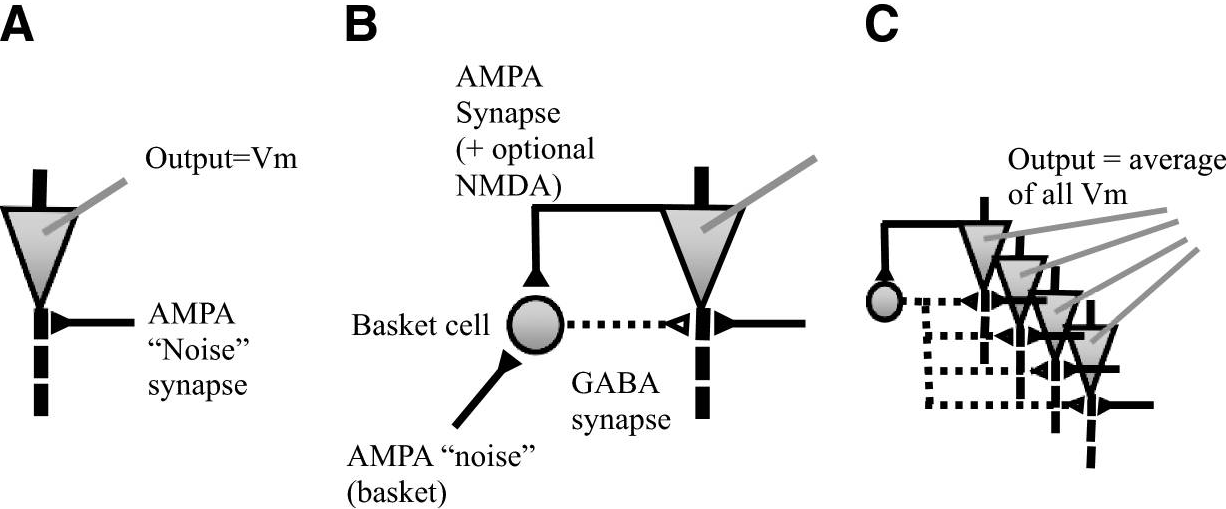 A
Output=Vm
AMPA
“Noise”
synapse
B
AMPA
Synapse
(+ optional
NMDA)
Basket cell
GABA
synapse
AMPA “noise”
(basket)
C
Output = average
of all Vm